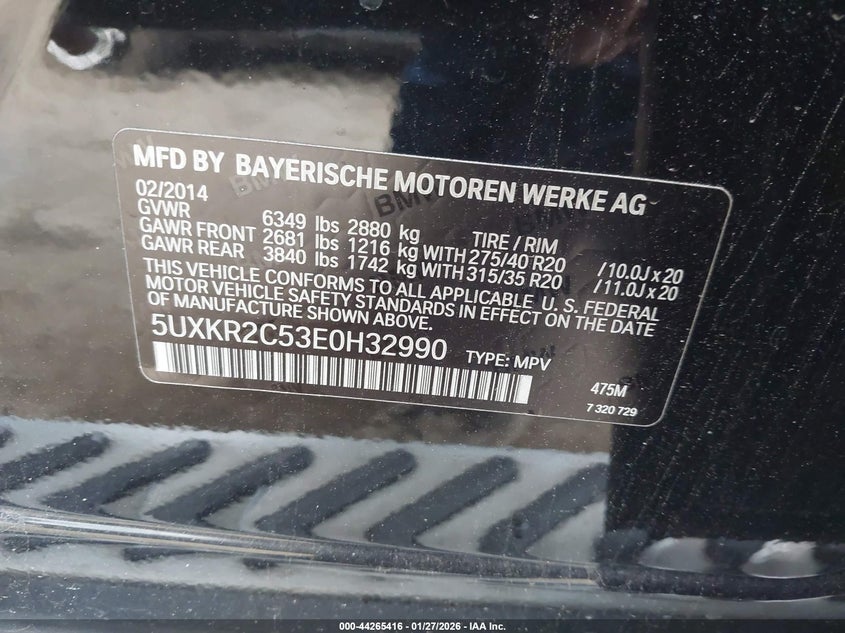 MFD BY BAYERISCHE MOTOREN WERKE AG
02/2014
GVWR 6349 lbs 2880 kg TIRE / RIM
GAWR FRONT 2681 lbs 1216 kg WITH 275/40 R20 /10.0J x 20
GAWR REAR 3840 lbs 1742 kg WITH 315/35 R20 /11.0J x 20
THIS VEHICLE CONFORMS TO ALL APPLICABLE U. S. FEDERAL
MOTOR VEHICLE SAFETY STANDARDS IN EFFECT ON THE DATE
OF MANUFACTURE SHOWN ABOVE.
5UXKR2C53E0H32990 TYPE: MPV
475M
7 320 729
000-44265416 - 01/27/2026 - IAA Inc.